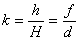 k = h/H = f/d